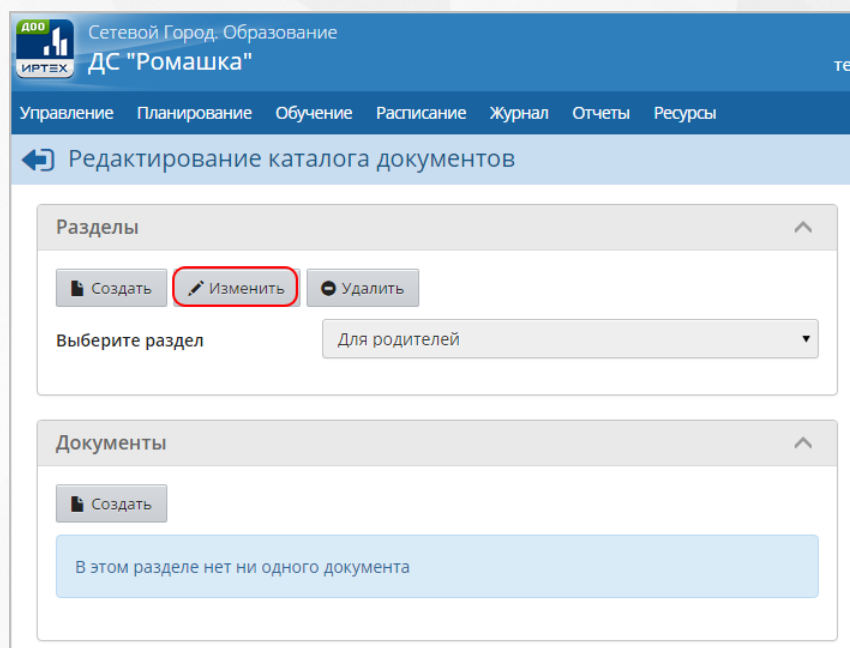 ДОО
ИРТЕХ
Сетевой Город. Образование
ДС "Ромашка"
те
Управление Планирование Обучение Расписание Журнал Отчеты Ресурсы
Редактирование каталога документов
Разделы
Создать Изменить Удалить
Выберите раздел Для родителей
Документы
Создать
В этом разделе нет ни одного документа